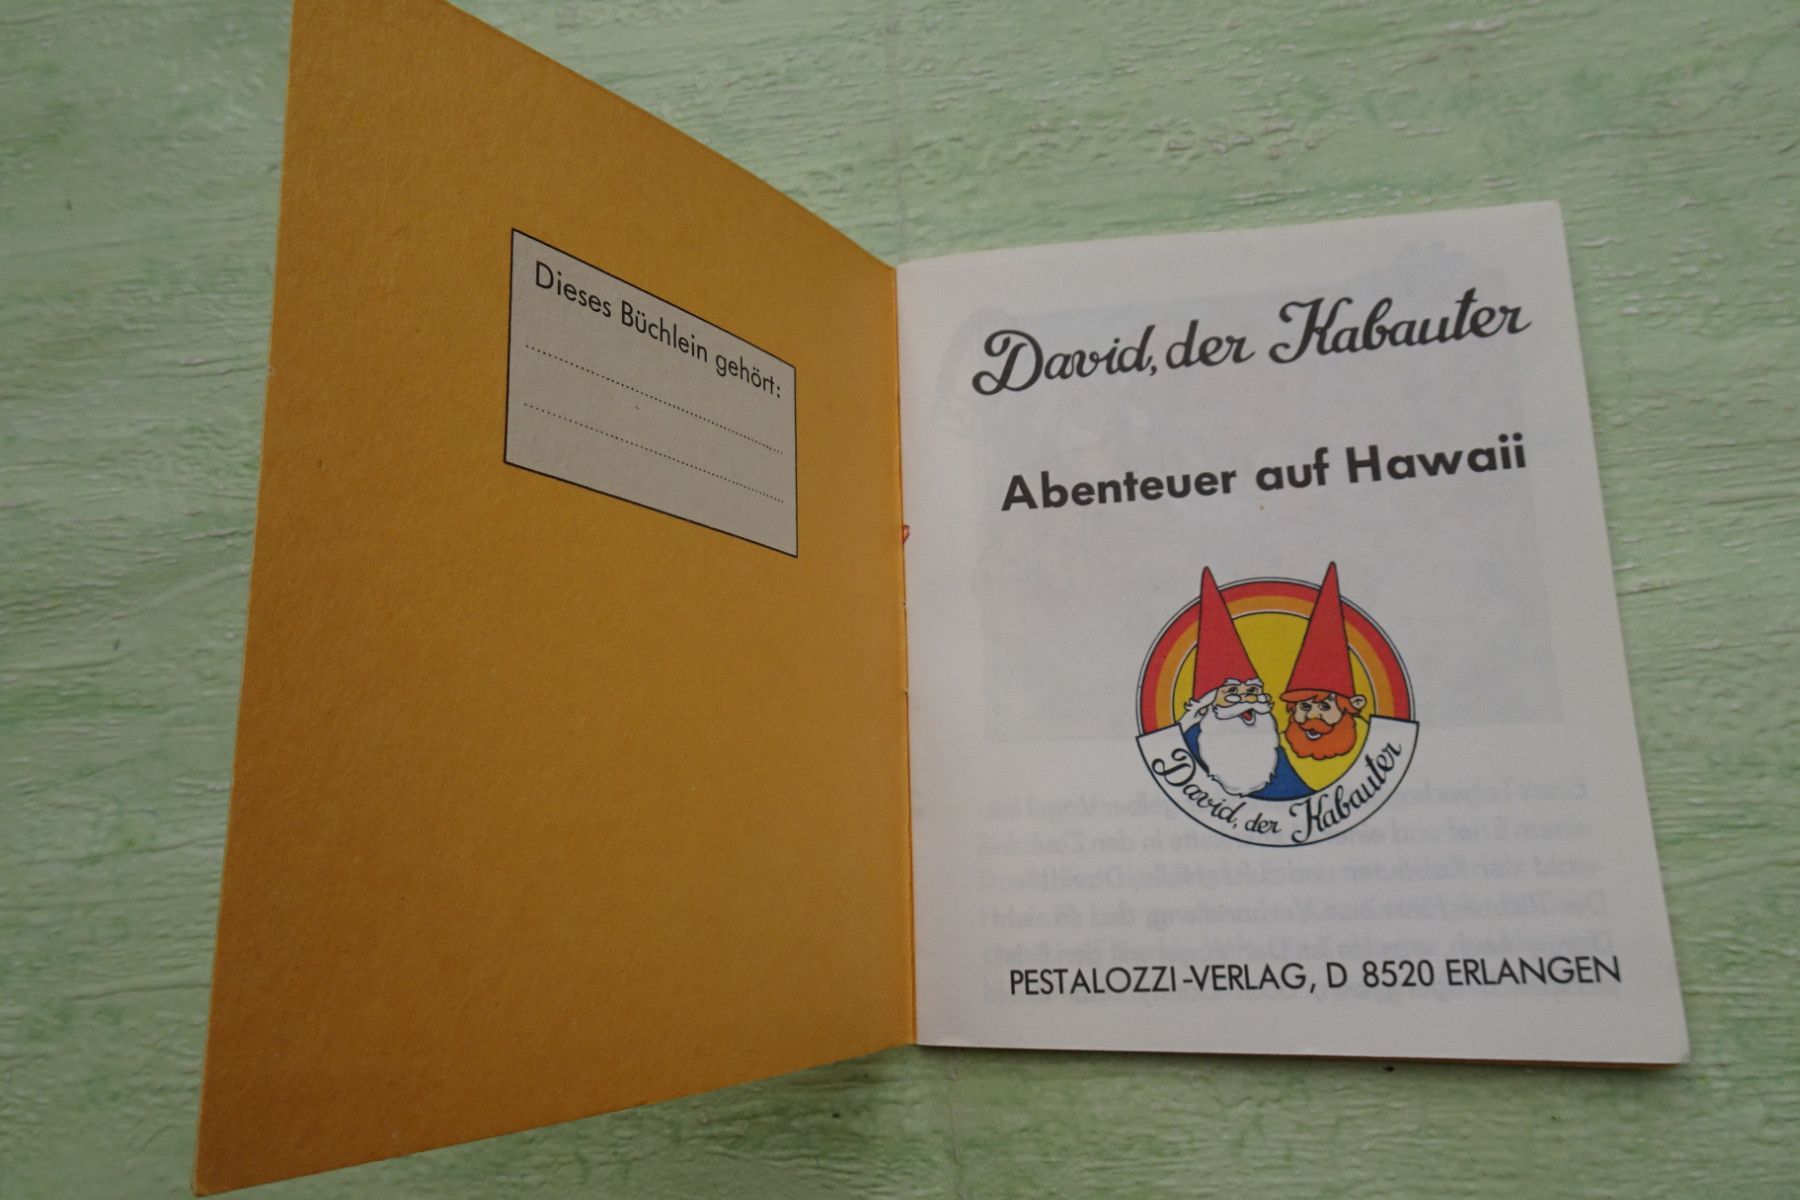 Dieses Büchlein gehört:
David, der Kabauter
Abenteuer auf Hawaii
David, der Kabauter
PESTALOZZI-VERLAG, D 8520 ERLANGEN